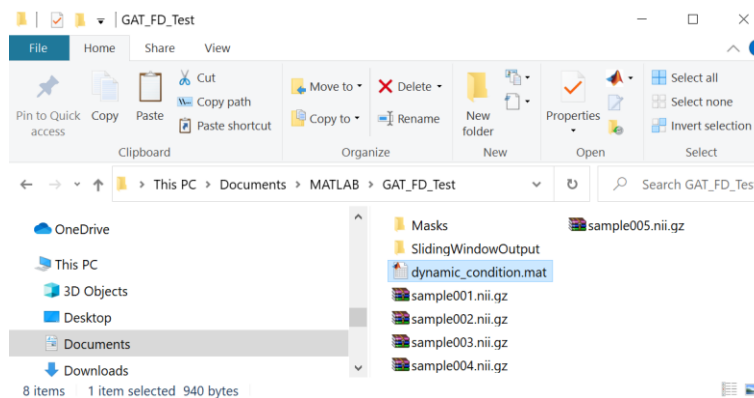 GAT_FD_Test
File Home Share View
Pin to Quick access
Copy
Paste
Cut
Copy path
Paste shortcut
Clipboard
Move to
Copy to
Delete
Rename
Organize
New folder
New
Properties
Open
Select all
Select none
Invert selection
Select
This PC > Documents > MATLAB > GAT_FD_Test
Search GAT_FD_Tes
OneDrive
This PC
3D Objects
Desktop
Documents
Downloads
Masks
SlidingWindowOutput
dynamic_condition.mat
sample001.nii.gz
sample002.nii.gz
sample003.nii.gz
sample004.nii.gz
sample005.nii.gz
8 items 1 item selected 940 bytes